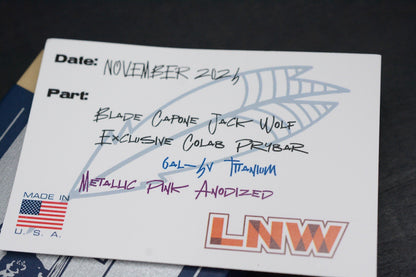 Date: NOVEMBER 2025
Part:
BLADE CAPONE JACK WOLF
EXCLUSIVE COLAB PRYBAR
6AL-4V TITANIUM
METALLIC PINK ANODIZED
MADE IN
U. S. A.
LNW